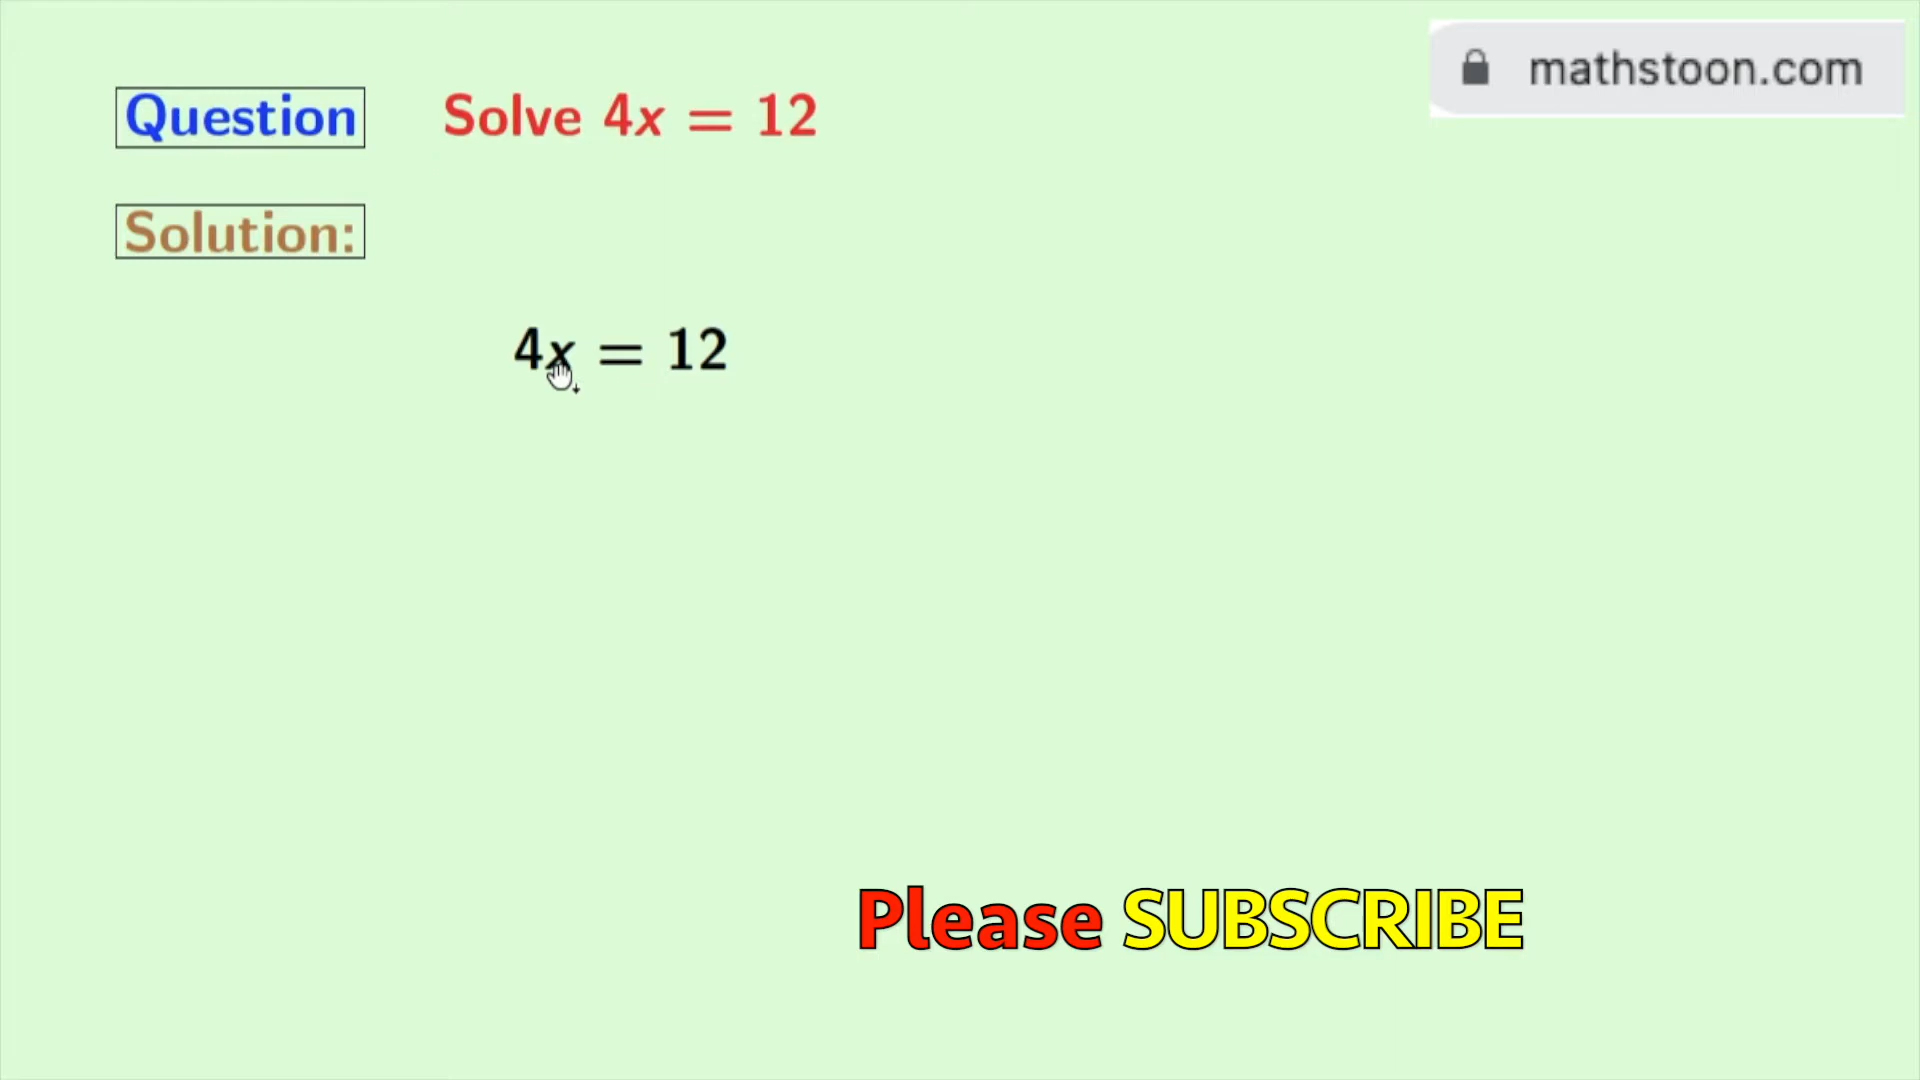 mathstoon.com
Question Solve 4x = 12
Solution:
4x = 12
Please SUBSCRIBE